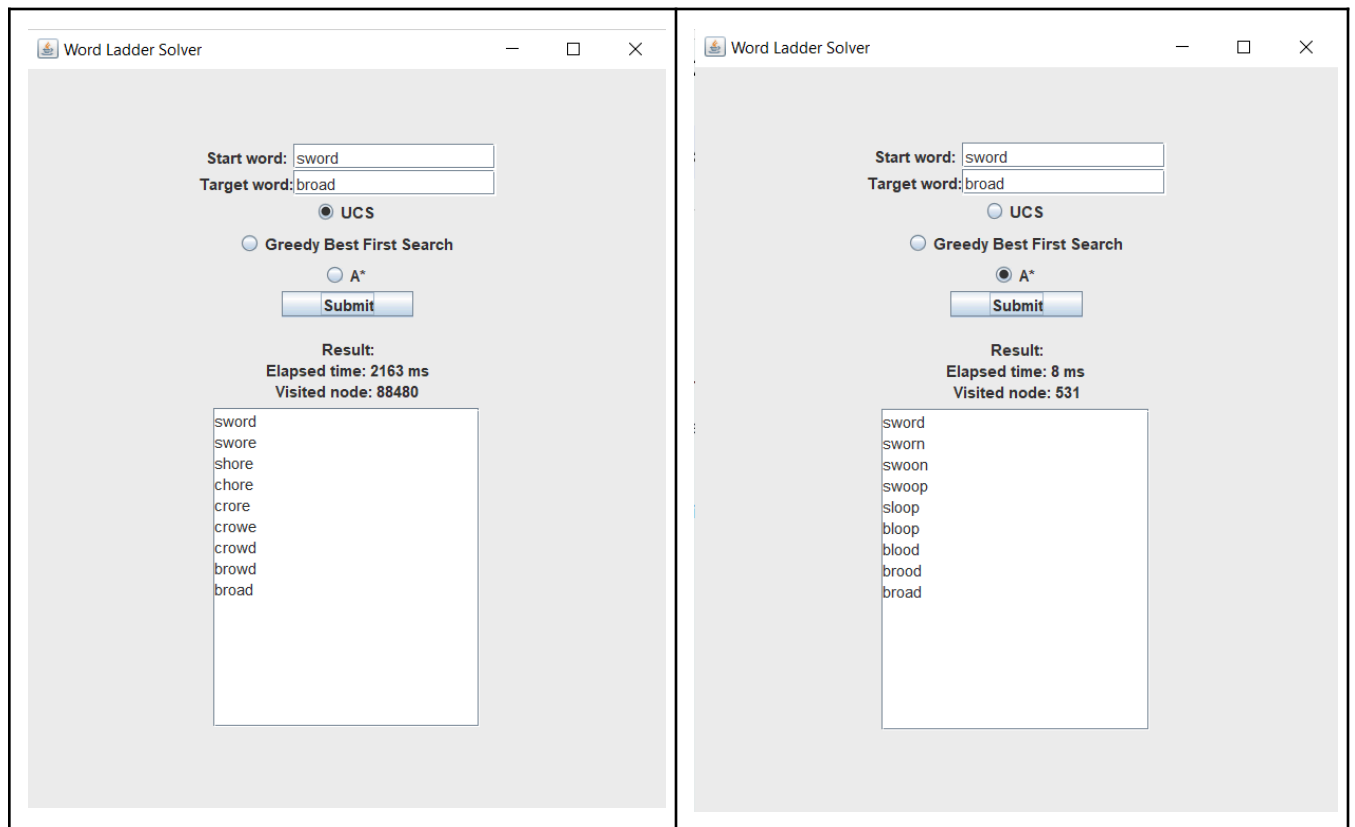 Word Ladder Solver
Start word: sword
Target word: broad
UCS
Greedy Best First Search
A*
Submit
Result:
Elapsed time: 2163 ms
Visited node: 88480
sword
swore
shore
chore
crore
crowe
crowd
browd
broad
Word Ladder Solver
Start word: sword
Target word: broad
UCS
Greedy Best First Search
A*
Submit
Result:
Elapsed time: 8 ms
Visited node: 531
sword
sworn
swoon
swoop
sloop
bloop
blood
brood
broad